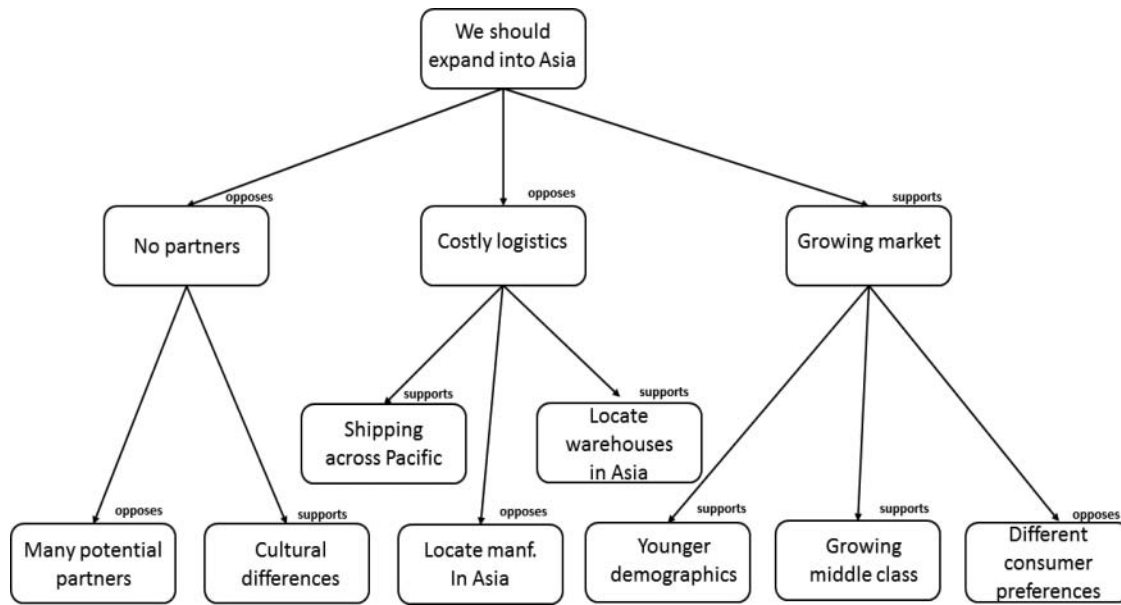 We should
expand into Asia
opposes
opposes
supports
No partners
Costly logistics
Growing market
supports
supports
Shipping
across Pacific
Locate
warehouses
in Asia
opposes
supports
opposes
supports
supports
opposes
Many potential
partners
Cultural
differences
Locate manf.
In Asia
Younger
demographics
Growing
middle class
Different
consumer
preferences